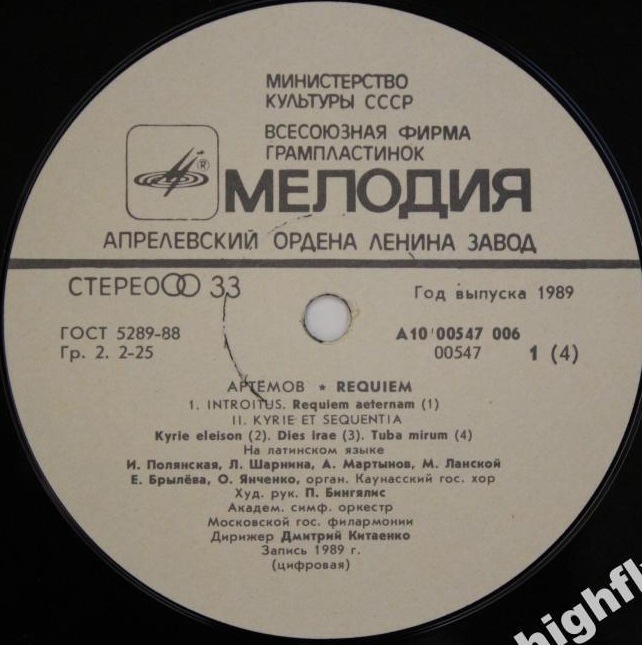 МИНИСТЕРСТВО
КУЛЬТУРЫ СССР
ВСЕСОЮЗНАЯ ФИРМА
ГРАМПЛАСТИНОК
®
МЕЛОДИЯ
АПРЕЛЕВСКИЙ ОРДЕНА ЛЕНИНА ЗАВОД
СТЕРЕО 33
Год выпуска 1989
ГОСТ 5289-88
А10 00547 006
Гр. 2. 2-25
00547 1 (4)
АРТЕМОВ ★ REQUIEM
1. INTROITUS. Requiem aeternam (1)
II. KYRIE ET SEQUENTIA
Kyrie eleison (2). Dies irae (3). Tuba mirum (4)
На латинском языке
И. Полянская, Л. Шарнина, А. Мартынов, М. Ланской
Е. Брылёва, О. Янченко, орган. Каунасский гос. хор
Худ. рук. П. Бингялис
Академ. симф. оркестр
Московской гос. филармонии
Дирижер Дмитрий Китаенко
Запись 1989 г.
(цифровая)
highfly